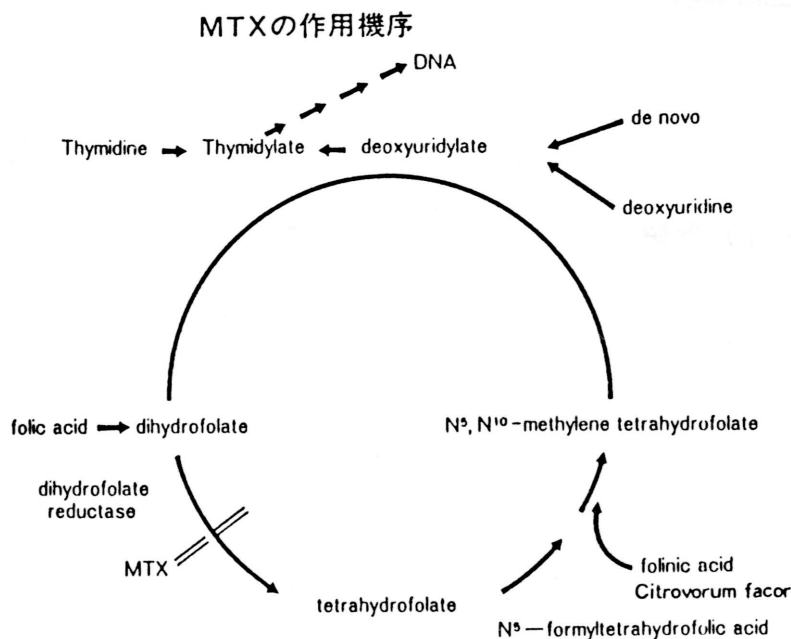 MTXの作用機序
DNA
de novo
Thymidine Thymidylate deoxyuridylate
deoxyuridine
folic acid dihydrofolate
N⁵, N¹⁰-methylene tetrahydrofolate
dihydrofolate
reductase
MTX
folinic acid
Citrovorum facor
tetrahydrofolate
N⁵—formyltetrahydrofolic acid